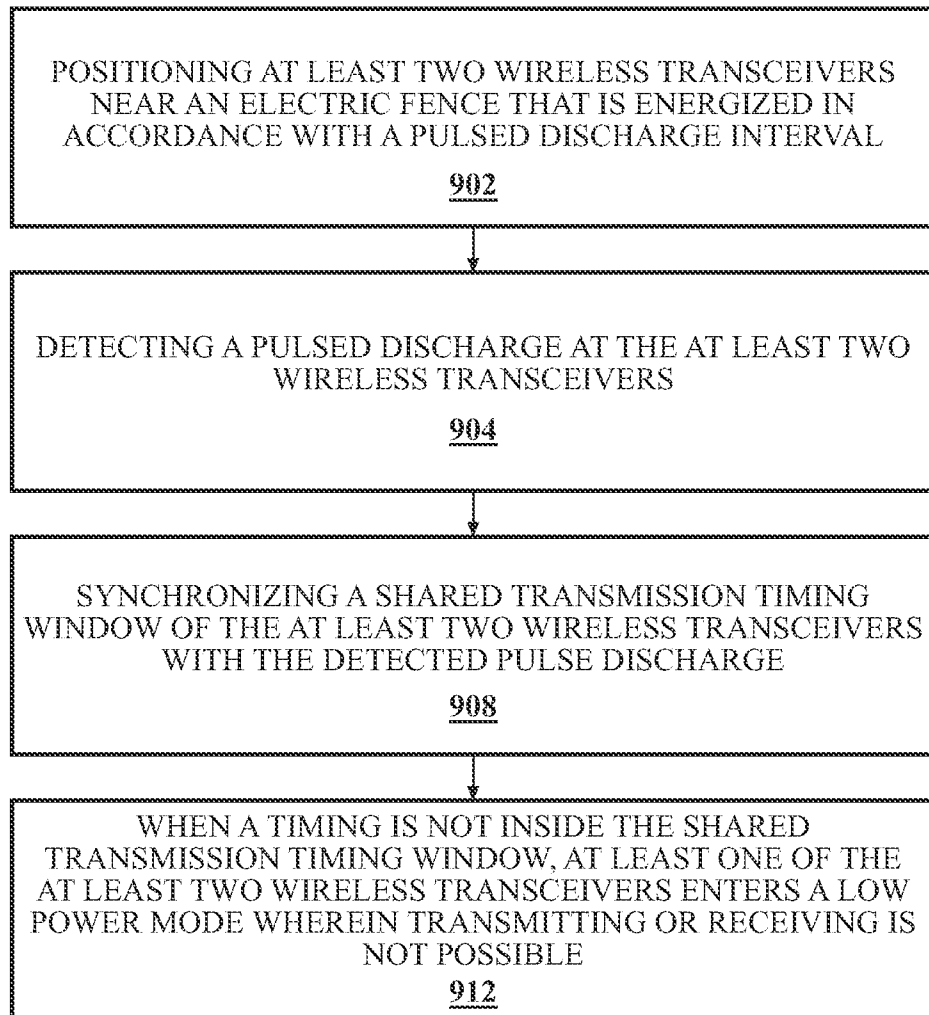 POSITIONING AT LEAST TWO WIRELESS TRANSCEIVERS
NEAR AN ELECTRIC FENCE THAT IS ENERGIZED IN
ACCORDANCE WITH A PULSED DISCHARGE INTERVAL
902
DETECTING A PULSED DISCHARGE AT THE AT LEAST TWO
WIRELESS TRANSCEIVERS
904
SYNCHRONIZING A SHARED TRANSMISSION TIMING
WINDOW OF THE AT LEAST TWO WIRELESS TRANSCEIVERS
WITH THE DETECTED PULSE DISCHARGE
908
WHEN A TIMING IS NOT INSIDE THE SHARED
TRANSMISSION TIMING WINDOW, AT LEAST ONE OF THE
AT LEAST TWO WIRELESS TRANSCEIVERS ENTERS A LOW
POWER MODE WHEREIN TRANSMITTING OR RECEIVING IS
NOT POSSIBLE
912